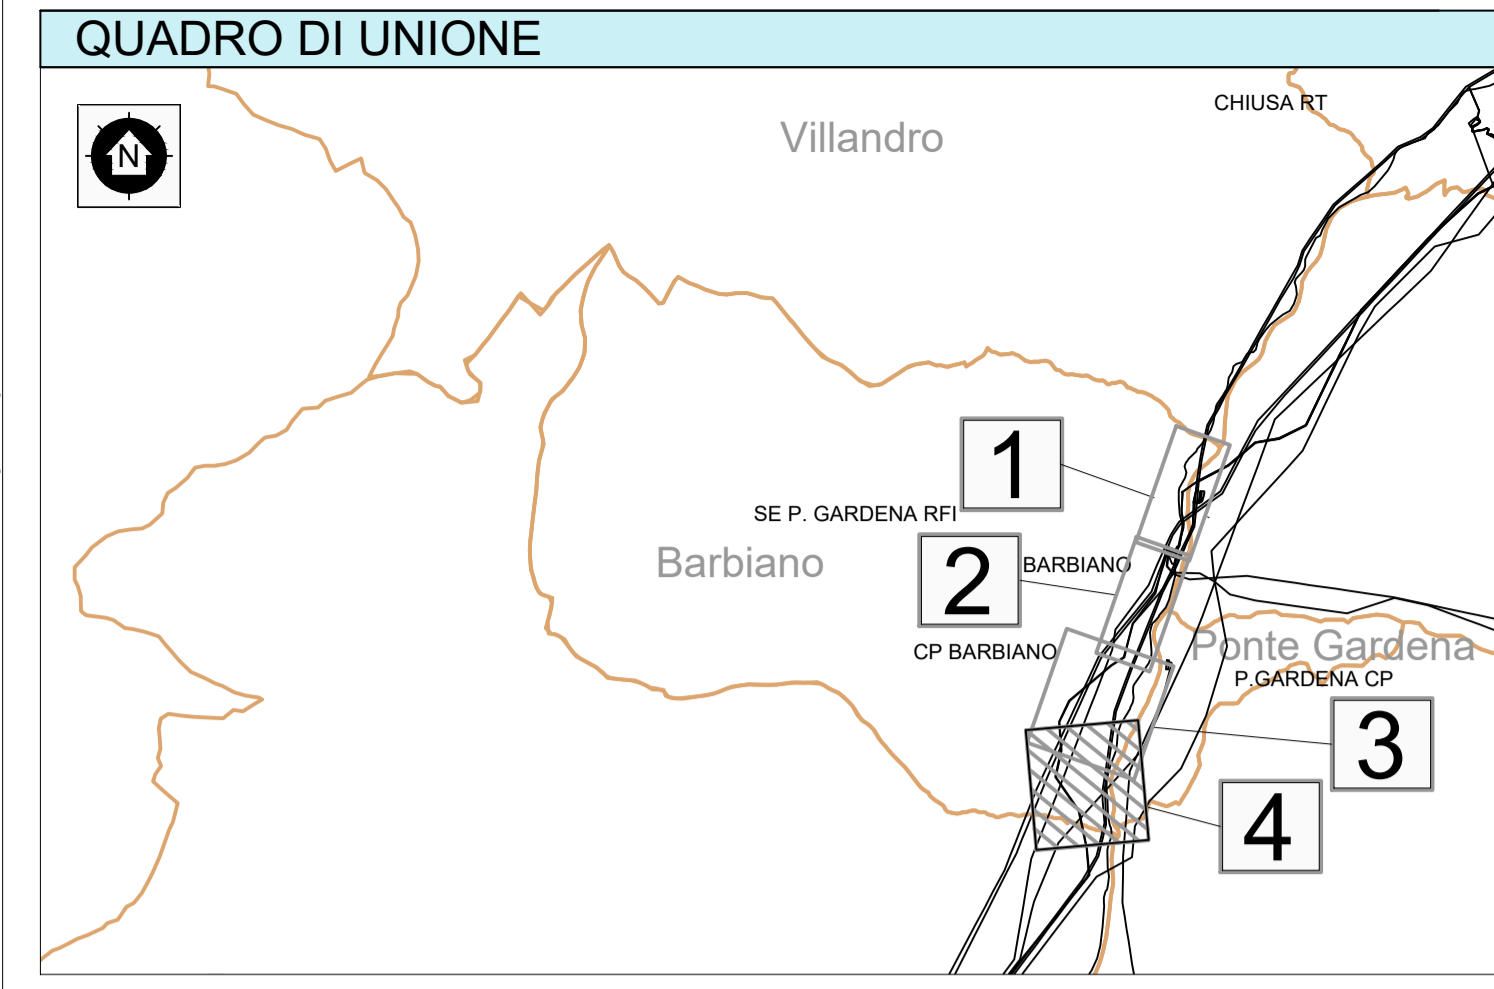 QUADRO DI UNIONE
CHIUSA RT
Villandro
N
1
SE P. GARDENA RFI
2
BARBIANO
Barbiano
CP BARBIANO
Ponte Gardena
P.GARDENA CP
3
4